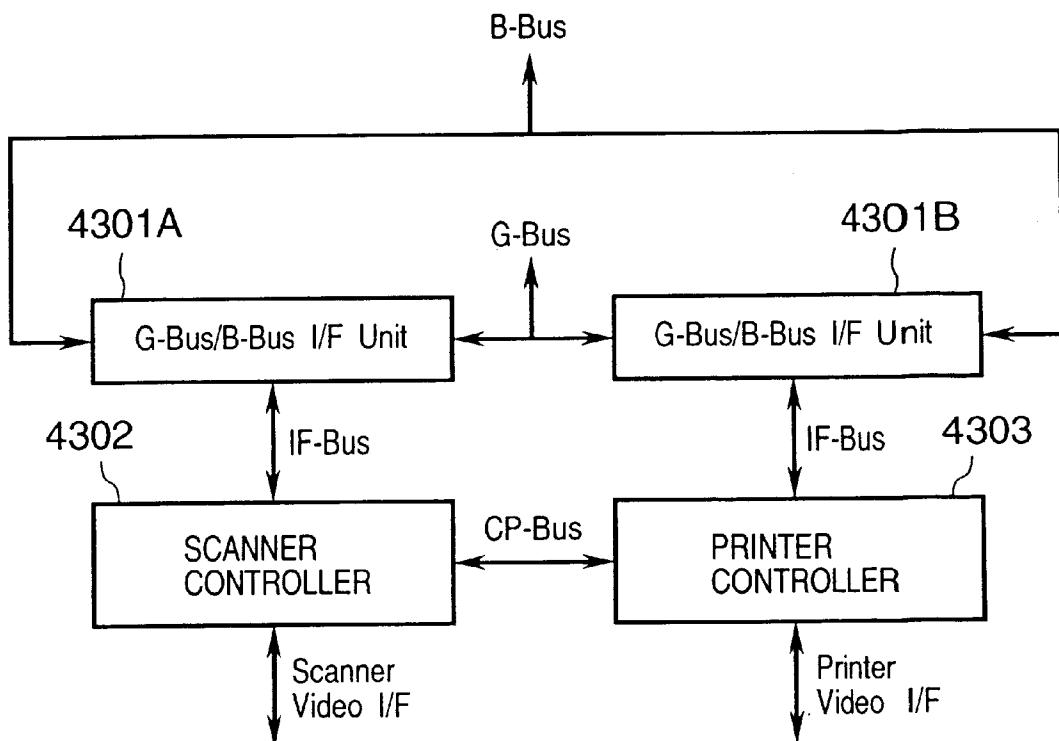 B-Bus
4301A
G-Bus
4301B
G-Bus/B-Bus I/F Unit
G-Bus/B-Bus I/F Unit
4302
IF-Bus
IF-Bus
4303
SCANNER
CONTROLLER
CP-Bus
PRINTER
CONTROLLER
Scanner
Video I/F
Printer
Video I/F